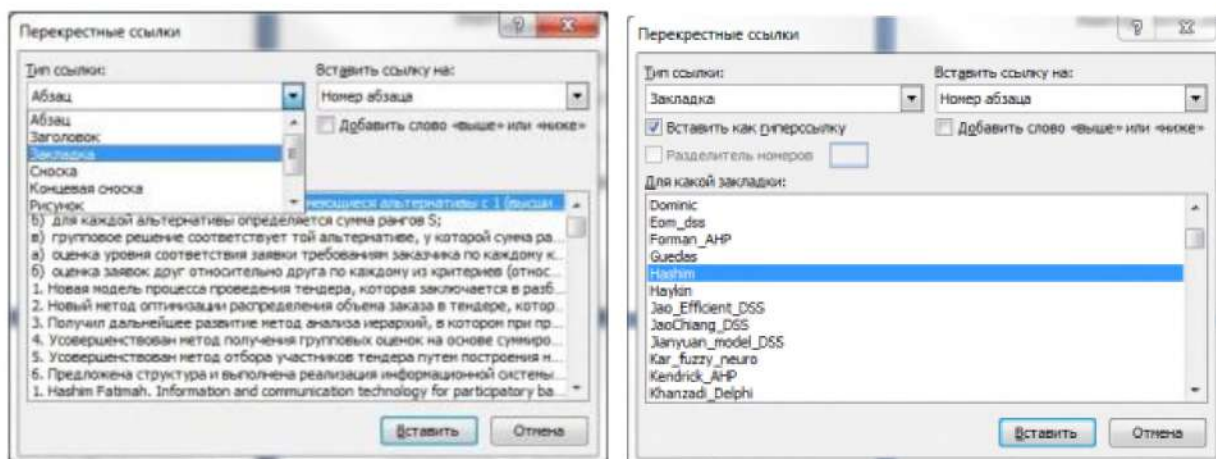 Перекрестные ссылки
Тип ссылки:
Вставить ссылку на:
Абзац
Номер абзаца
Добавить слово «выше» или «ниже»
Абзац
Заголовок
Закладка
Сноска
Концевая сноска
Рисунок
имеющиеся альтернативы с 1 (высши
б) для каждой альтернативы определяется сумма рангов S;
в) групповое решение соответствует той альтернативе, у которой сумма ра...
а) оценка уровня соответствия заявки требованиям заказчика по каждому к...
б) оценка заявок друг относительно друга по каждому из критериев (относ...
1. Новая модель процесса проведения тендера, которая заключается в разб...
2. Новый метод оптимизации распределения объема заказа в тендере, котор...
3. Получил дальнейшее развитие метод анализа иерархий, в котором при пр...
4. Усовершенствован метод получения групповых оценок на основе суммиро...
5. Усовершенствован метод отбора участников тендера путем построения н...
6. Предложена структура и выполнена реализация информационной системы
1. Hashim Fatimah. Information and communication technology for participatory ba...
Вставить
Отмена
Перекрестные ссылки
Тип ссылки:
Вставить ссылку на:
Закладка
Номер абзаца
Вставить как гиперссылку
Добавить слово «выше» или «ниже»
Разделитель номеров
Для какой закладки:
Dominic
Eom_dss
Forman_AHP
Guedas
Hashim
Haykin
Jao_Efficient_DSS
JaoChiang_DSS
Jianyuan_model_DSS
Kar_fuzzy_neuro
Kendrick_AHP
Khanzadi_Delphi
Вставить
Отмена